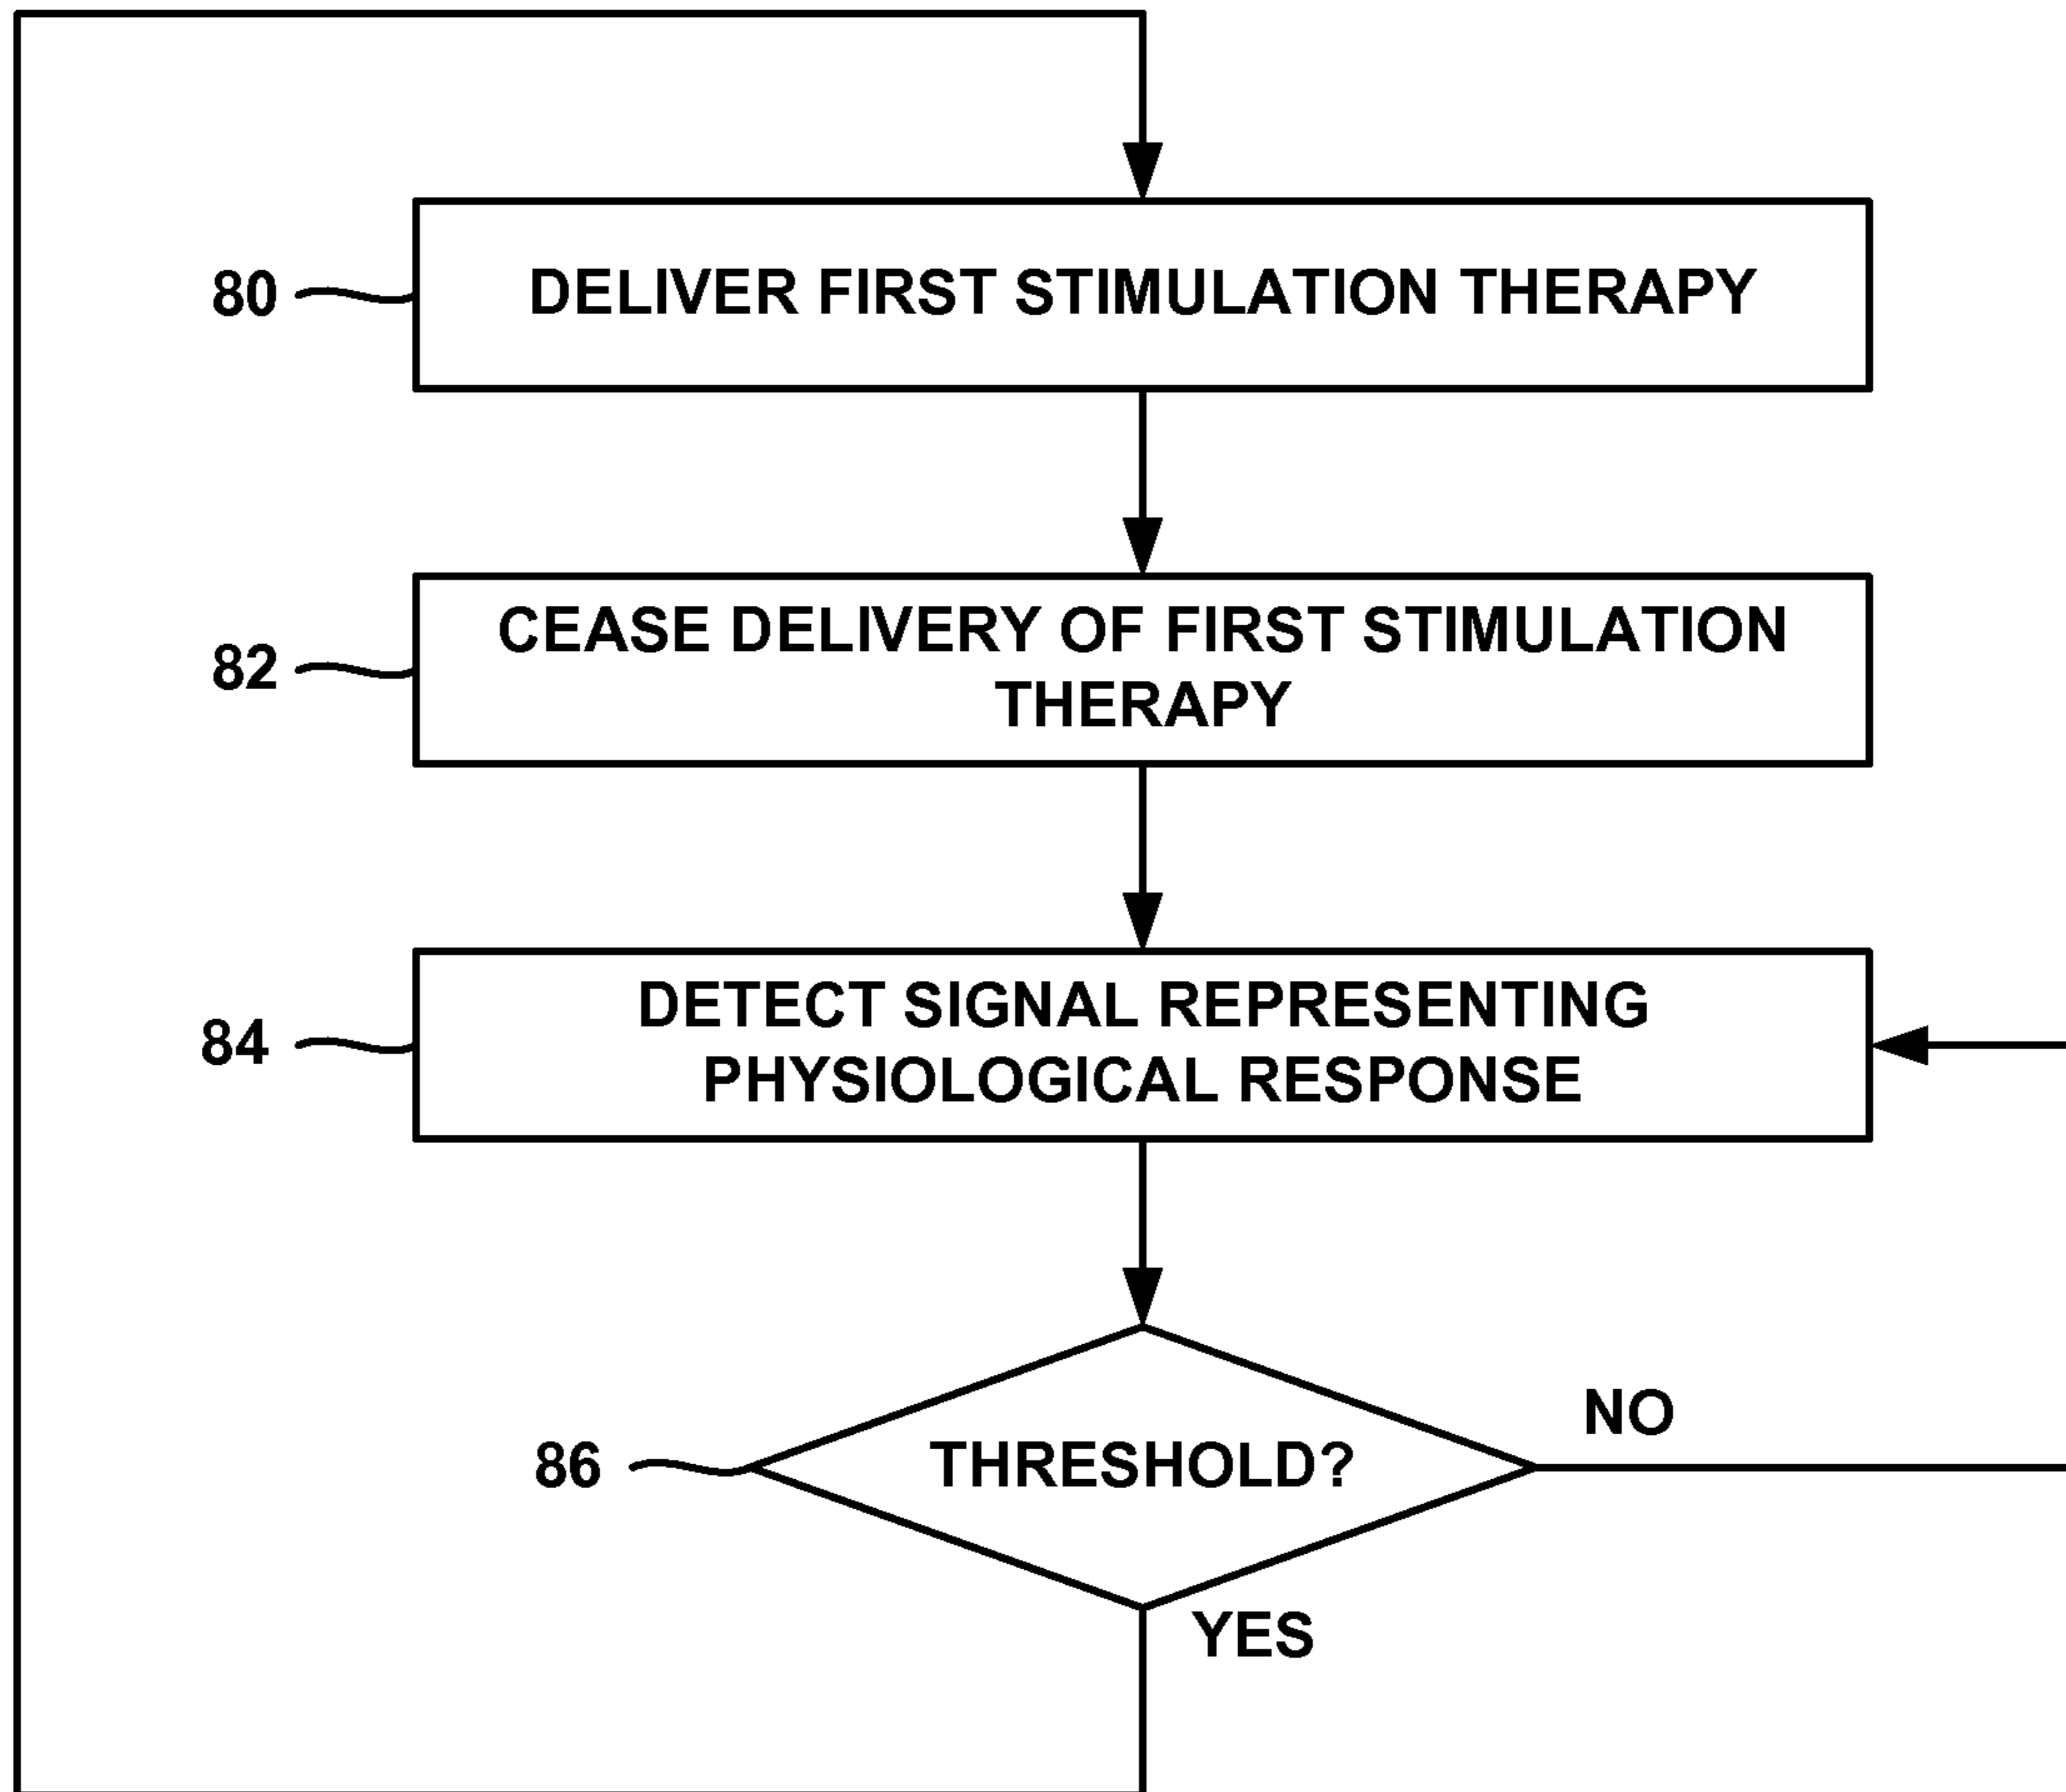 80
DELIVER FIRST STIMULATION THERAPY
82
CEASE DELIVERY OF FIRST STIMULATION
THERAPY
84
DETECT SIGNAL REPRESENTING
PHYSIOLOGICAL RESPONSE
86
THRESHOLD?
NO
YES